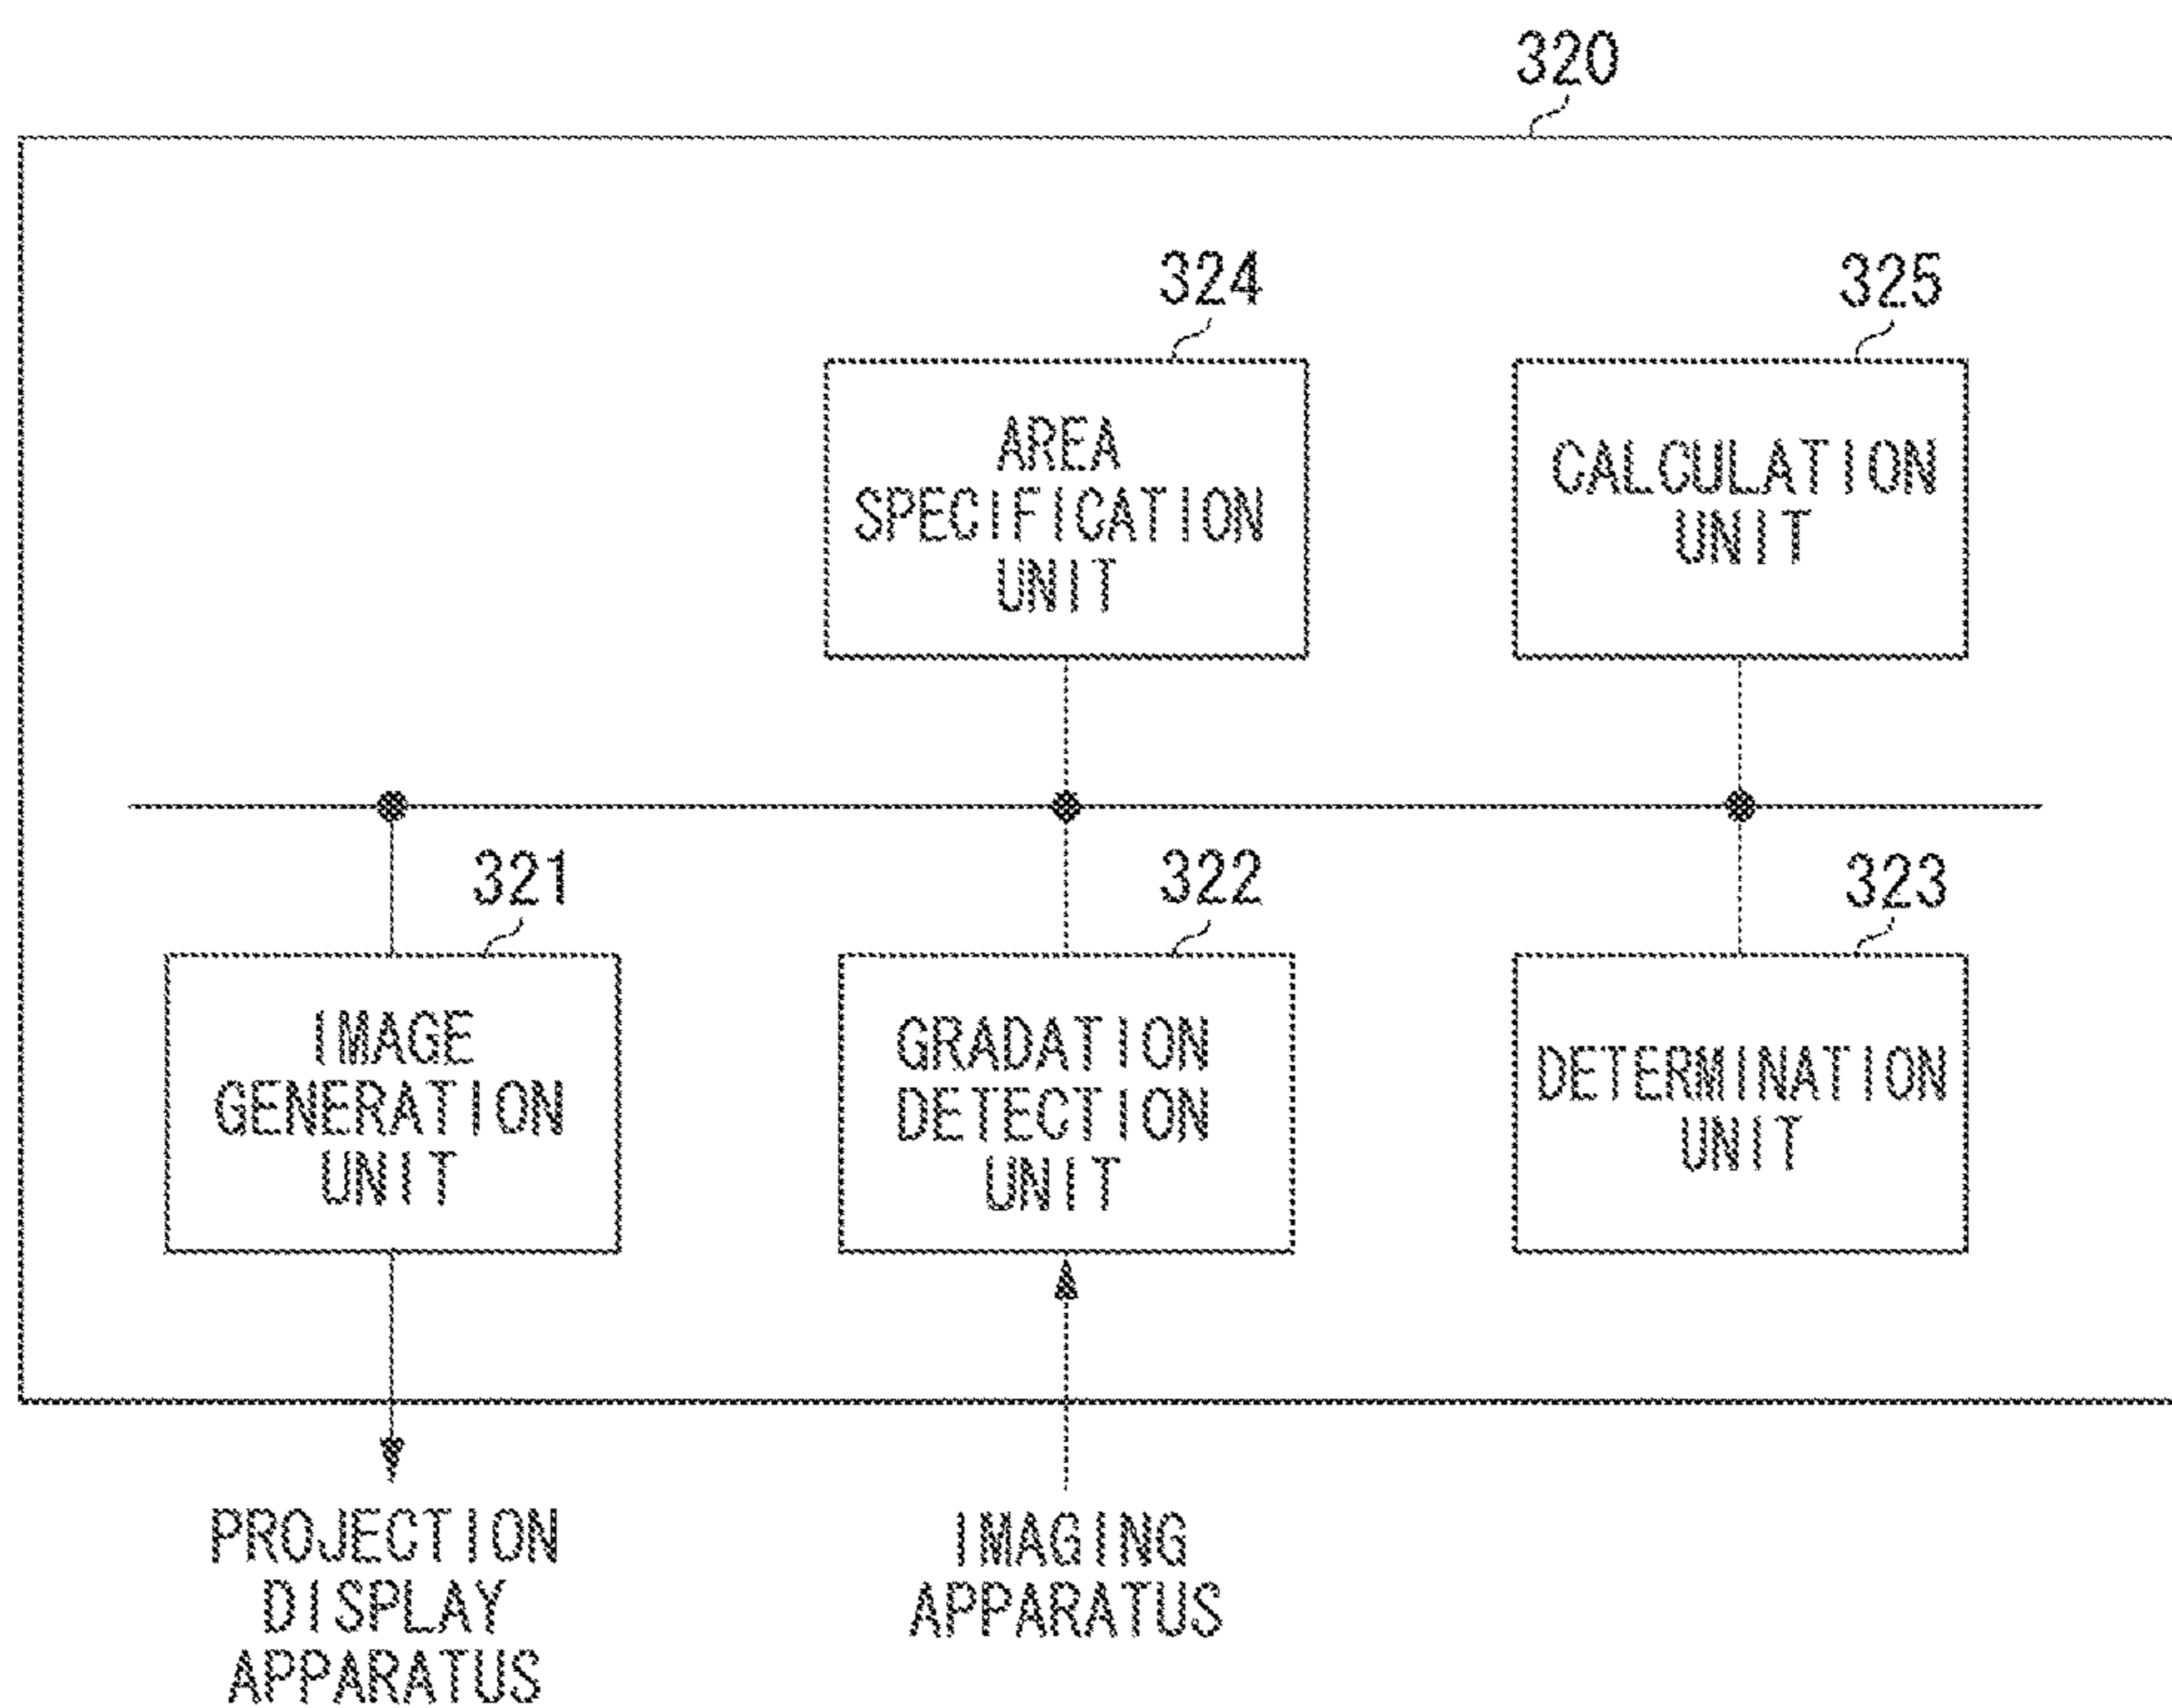 320
324
325
AREA
SPECIFICATION
UNIT
CALCULATION
UNIT
321
322
323
IMAGE
GENERATION
UNIT
GRADATION
DETECTION
UNIT
DETERMINATION
UNIT
PROJECTION
DISPLAY
APPARATUS
IMAGING
APPARATUS